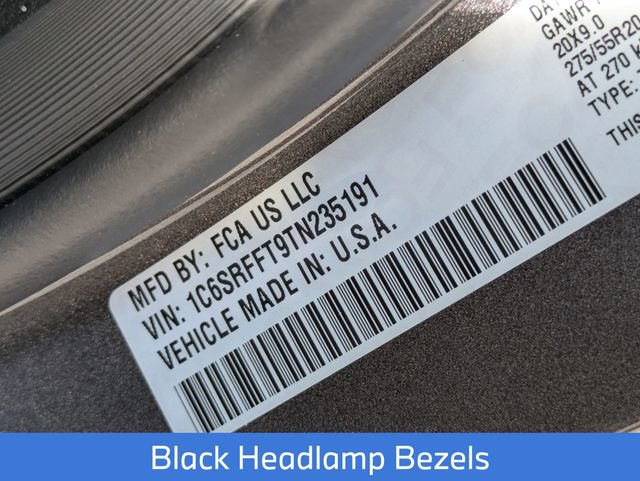 MFD BY: FCA US LLC
VIN: 1C6SRFFT9TN235191
VEHICLE MADE IN: U.S.A.
GAWR
20X9.0
275/55R20
AT 270
TYPE:
THIS
Black Headlamp Bezels